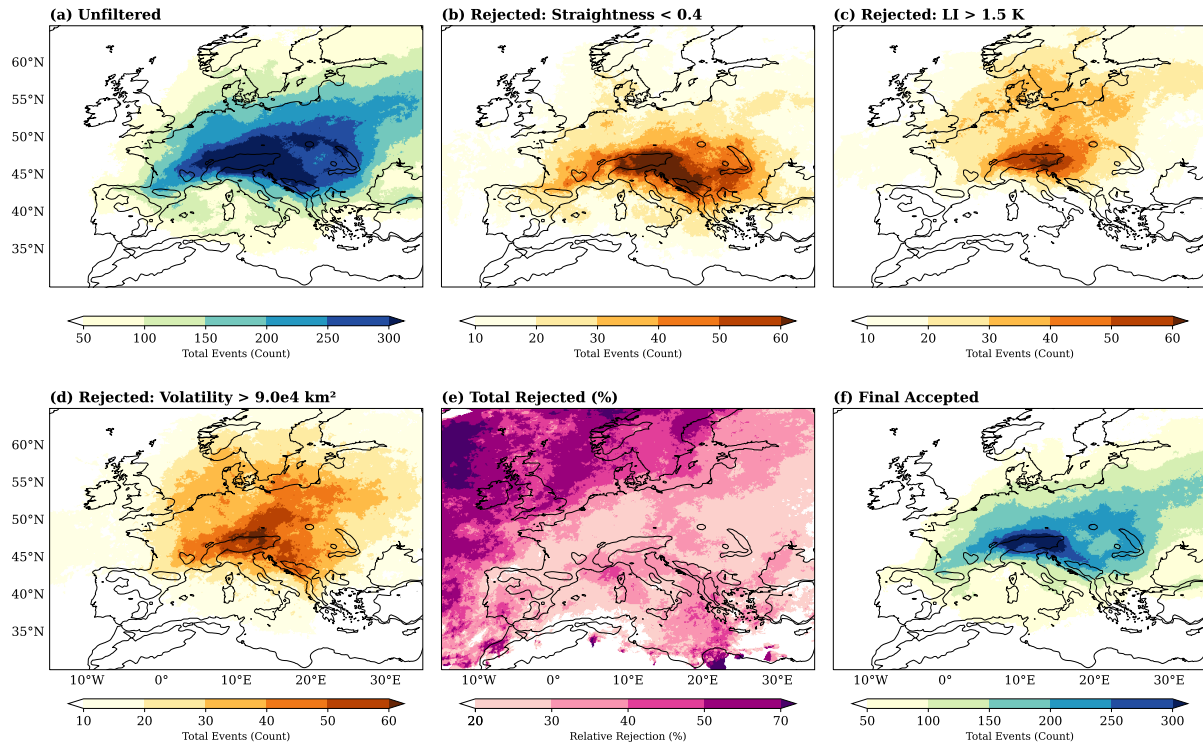 (a) Unfiltered
(b) Rejected: Straightness < 0.4
(c) Rejected: LI > 1.5 K
60°N
55°N
50°N
45°N
40°N
35°N
50 100 150 200 250 300
10 20 30 40 50 60
10 20 30 40 50 60
Total Events (Count)
Total Events (Count)
Total Events (Count)
(d) Rejected: Volatility > 9.0e4 km²
(e) Total Rejected (%)
(f) Final Accepted
60°N
55°N
50°N
45°N
40°N
35°N
10°W 0° 10°E 20°E 30°E
10°W 0° 10°E 20°E 30°E
10°W 0° 10°E 20°E 30°E
10 20 30 40 50 60
20 30 40 50 70
50 100 150 200 250 300
Total Events (Count)
Relative Rejection (%)
Total Events (Count)